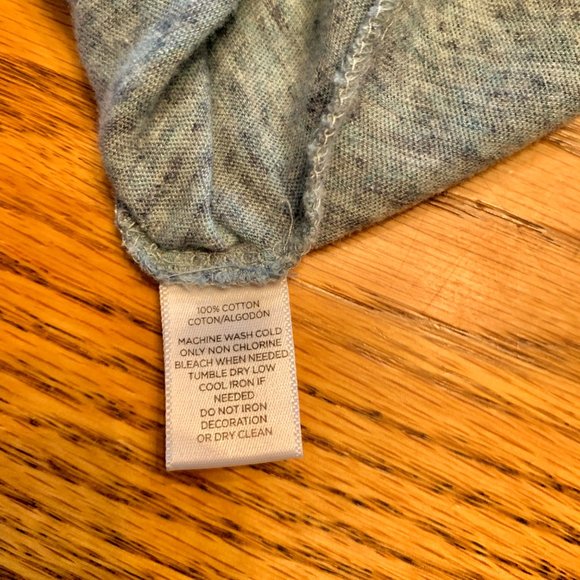 100% COTTON
COTON/ALGODÓN
MACHINE WASH COLD
ONLY NON CHLORINE
BLEACH WHEN NEEDED
TUMBLE DRY LOW
COOL IRON IF
NEEDED
DO NOT IRON
DECORATION
OR DRY CLEAN